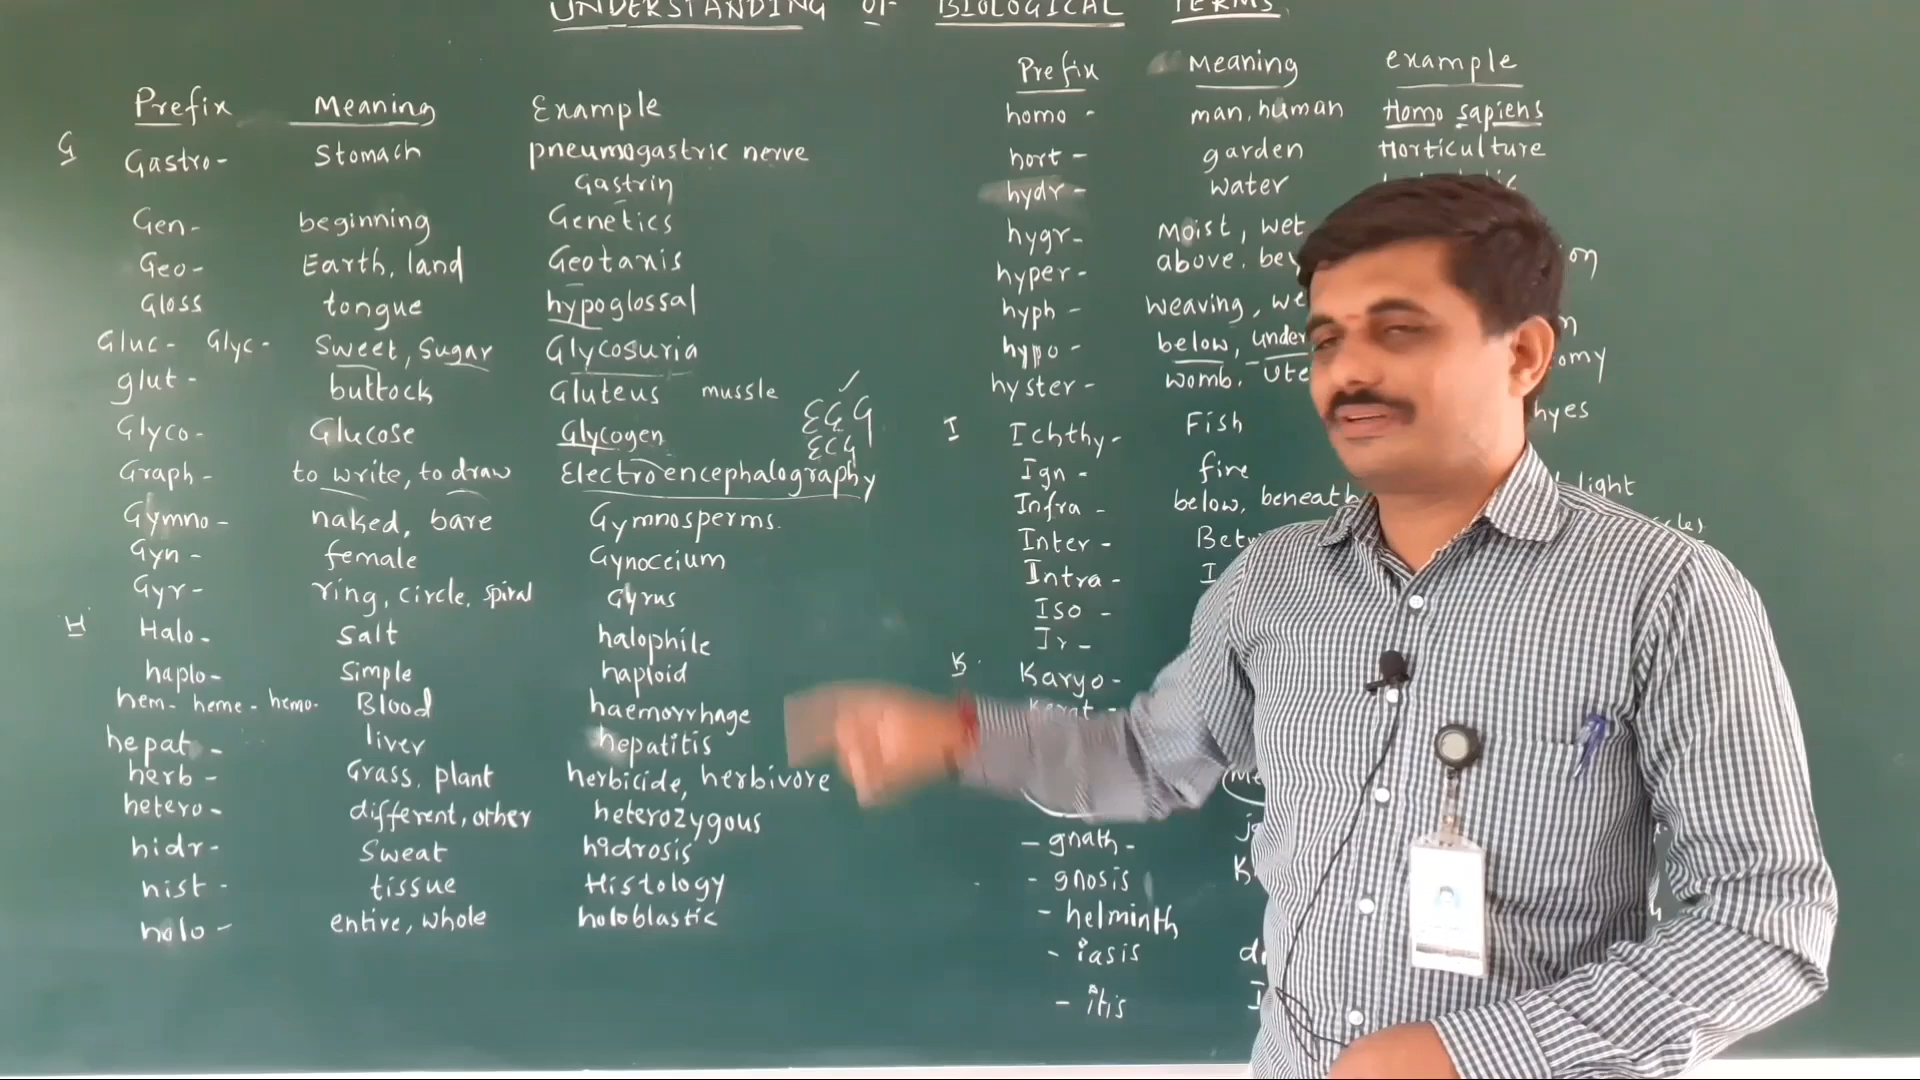 UNDERSTANDING OF BIOLOGICAL TERMS
Prefix Meaning Example
G
Gastro- Stomach pneumogastric nerve
Gastrin
Gen- beginning Genetics
Geo- Earth, land Geotaxis
Gloss tongue hypoglossal
Gluc- Glyc- Sweet, Sugar Glycosuria
glut- buttock Gluteus mussle
Glyco- Glucose Glycogen
EEG
ECG
Graph- to write, to draw Electroencephalography
Gymno- naked, bare Gymnosperms.
Gyn- female Gynoceium
Gyr- ring, circle, spiral Gyrus
H
Halo- Salt halophile
haplo- Simple haploid
hem- heme- hemo- Blood haemorrhage
hepat- liver hepatitis
herb- Grass, plant herbicide, herbivore
hetero- different, other heterozygous
hidr- Sweat hidrosis
hist- tissue Histology
holo- entire, whole holoblastic
Prefix Meaning example
homo- man, human Homo sapiens
hort- garden Horticulture
hydr- water
hygr- Moist, wet
hyper- above,
hyph- weaving,
hypo- below, under
hyster- womb.
I
Ichthy- Fish
Ign- fire
Infra- below, beneath light
Inter-
Intra-
Iso-
Ir-
K
Karyo-
Kerat-
- gnath-
- gnosis
- helminth
- iasis
- itis